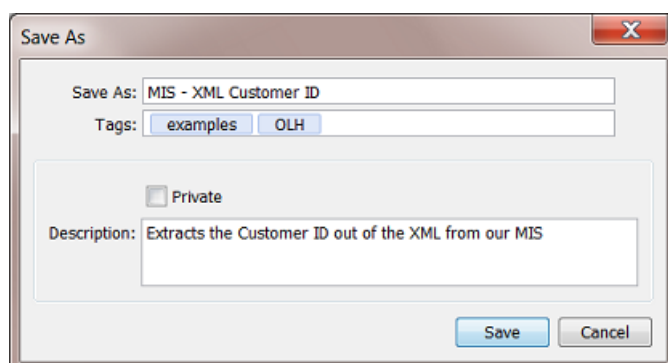 Save As
Save As: MIS - XML Customer ID
Tags: examples OLH
Private
Description: Extracts the Customer ID out of the XML from our MIS
Save Cancel